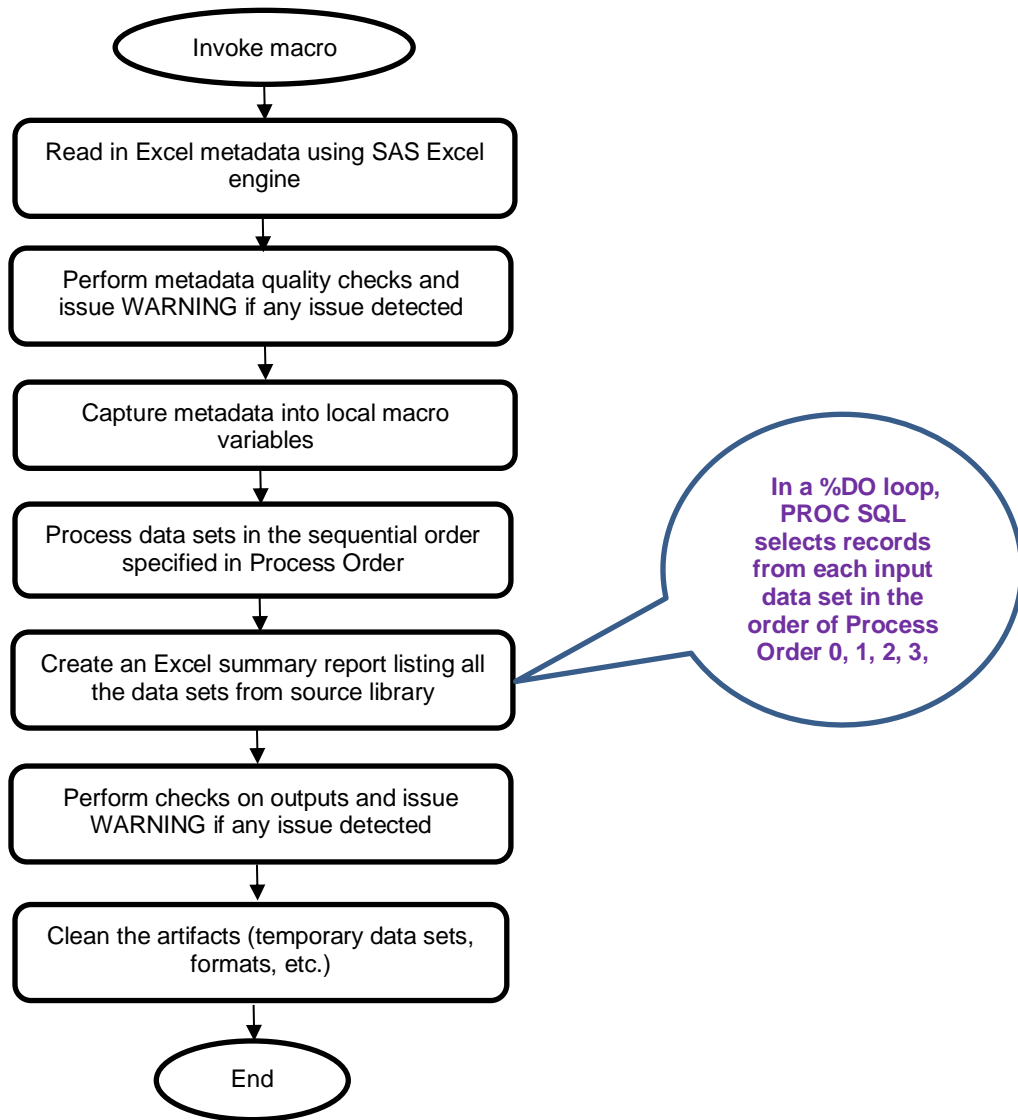 Invoke macro
Read in Excel metadata using SAS Excel
engine
Perform metadata quality checks and
issue WARNING if any issue detected
Capture metadata into local macro
variables
Process data sets in the sequential order
specified in Process Order
Create an Excel summary report listing all
the data sets from source library
Perform checks on outputs and issue
WARNING if any issue detected
Clean the artifacts (temporary data sets,
formats, etc.)
End
In a %DO loop,
PROC SQL
selects records
from each input
data set in the
order of Process
Order 0, 1, 2, 3,